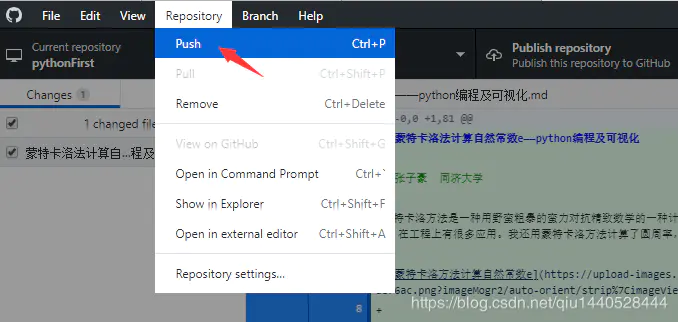 File Edit View Repository Branch Help
Current repository
pythonFirst
Publish repository
Publish this repository to GitHub
Push Ctrl+P
Pull Ctrl+Shift+P
Remove Ctrl+Delete
View on GitHub Ctrl+Shift+G
Open in Command Prompt Ctrl+`
Show in Explorer Ctrl+Shift+F
Open in external editor Ctrl+Shift+A
Repository settings...
Changes 1
1 changed file
蒙特卡洛法计算自...程及
——python编程及可视化.md
-0,0 +1,81 @@
蒙特卡洛法计算自然常数e——python编程及可视化
张子豪 同济大学
特卡洛方法是一种用野蛮粗暴的蛮力对抗精致数学的一种计
在工程上有很多应用。我还用蒙特卡洛方法计算了圆周率.
蒙特卡洛方法计算自然常数e](https://upload-images.
6ac.png?imageMogr2/auto-orient/strip%7CimageVie
8 +
https://blog.csdn.net/qiu1440528444